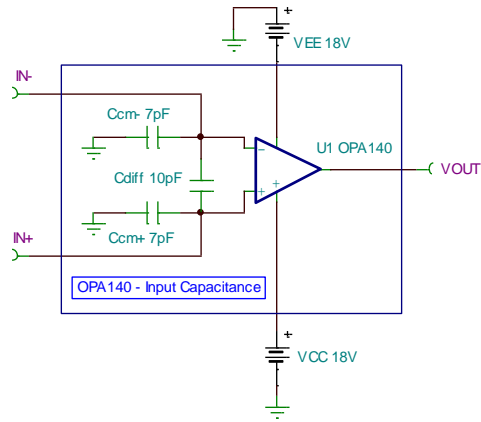 VEE 18V
IN-
Ccm- 7pF
U1 OPA140
VOUT
Cdiff 10pF
Ccm+ 7pF
IN+
OPA140 - Input Capacitance
VCC 18V